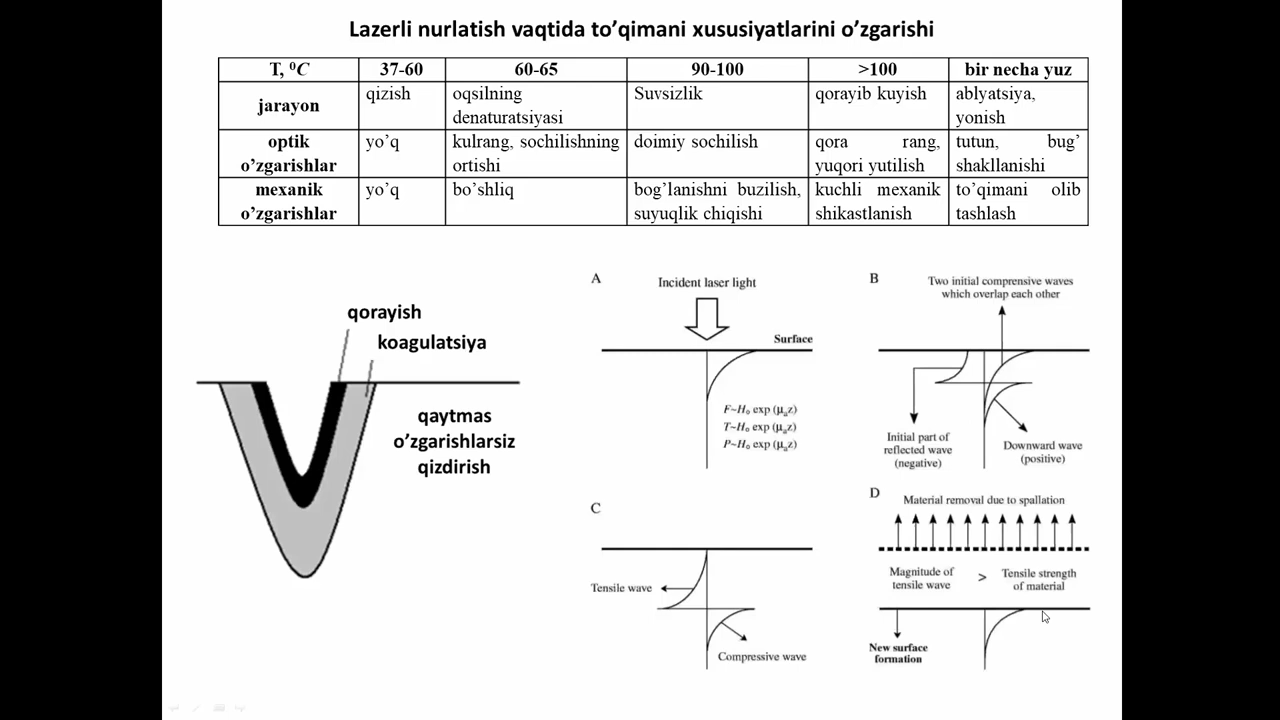 Lazerli nurlatish vaqtida to’qimani xususiyatlarini o’zgarishi
T, ⁰C 37-60 60-65 90-100 >100 bir necha yuz
jarayon qizish oqsilning denaturatsiyasi Suvsizlik qorayib kuyish ablyatsiya, yonish
optik o’zgarishlar yo’q kulrang, sochilishning ortishi doimiy sochilish qora rang, yuqori yutilish tutun, bug’ shakllanishi
mexanik o’zgarishlar yo’q bo’shliq bog’lanishni buzilish, suyuqlik chiqishi kuchli mexanik shikastlanish to’qimani olib tashlash
qorayish
koagulatsiya
qaytmas
o’zgarishlarsiz
qizdirish
A
Incident laser light
Surface
F~H₀ exp (μₐz)
T~H₀ exp (μₐz)
P~H₀ exp (μₐz)
B
Two initial comprensive waves
which overlap each other
Initial part of
reflected wave
(negative)
Downward wave
(positive)
C
Tensile wave
Compressive wave
D
Material removal due to spallation
Magnitude of
tensile wave
>
Tensile strength
of material
New surface
formation